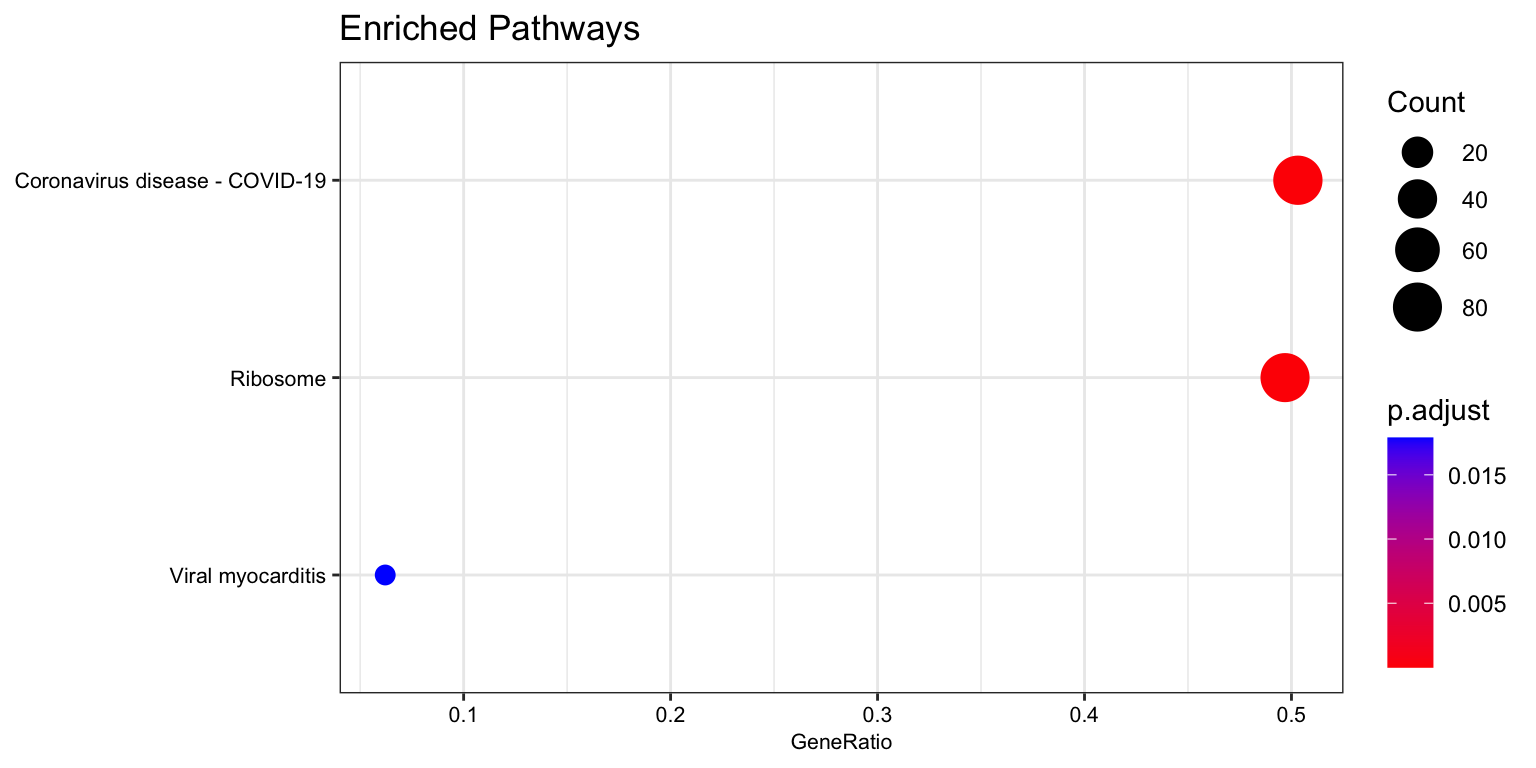 Enriched Pathways
Coronavirus disease - COVID-19
Ribosome
Viral myocarditis
0.1
0.2
0.3
0.4
0.5
GeneRatio
Count
20
40
60
80
p.adjust
0.015
0.010
0.005